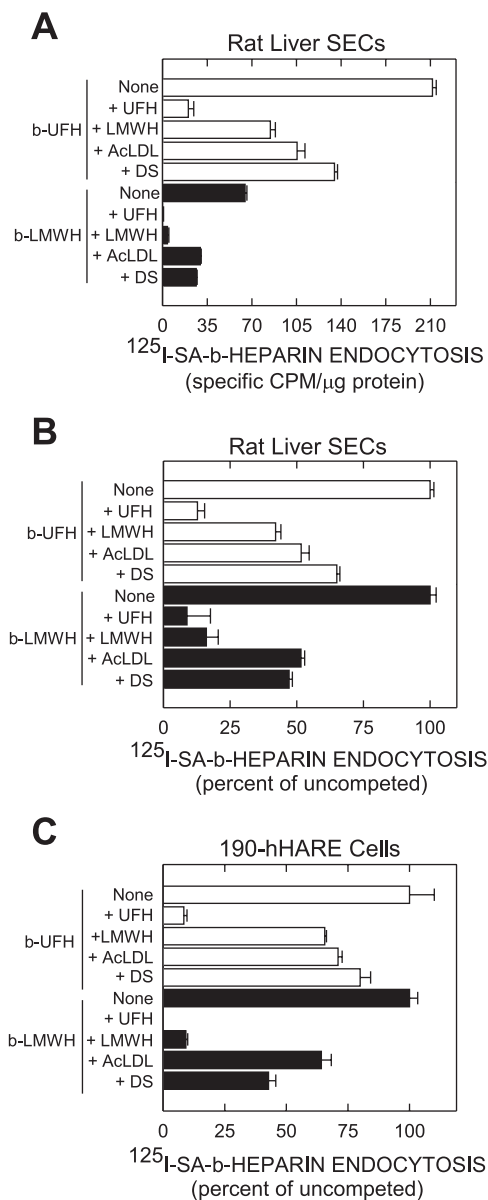 A
Rat Liver SECs
b-UFH
None
+ UFH
+ LMWH
+ AcLDL
+ DS
b-LMWH
None
+ UFH
+ LMWH
+ AcLDL
+ DS
0 35 70 105 140 175 210
125I-SA-b-HEPARIN ENDOCYTOSIS
(specific CPM/μg protein)
B
Rat Liver SECs
b-UFH
None
+ UFH
+ LMWH
+ AcLDL
+ DS
b-LMWH
None
+ UFH
+ LMWH
+ AcLDL
+ DS
0 25 50 75 100
125I-SA-b-HEPARIN ENDOCYTOSIS
(percent of uncompeted)
C
190-hHARE Cells
b-UFH
None
+ UFH
+LMWH
+ AcLDL
+ DS
b-LMWH
None
+ UFH
+ LMWH
+ AcLDL
+ DS
0 25 50 75 100
125I-SA-b-HEPARIN ENDOCYTOSIS
(percent of uncompeted)